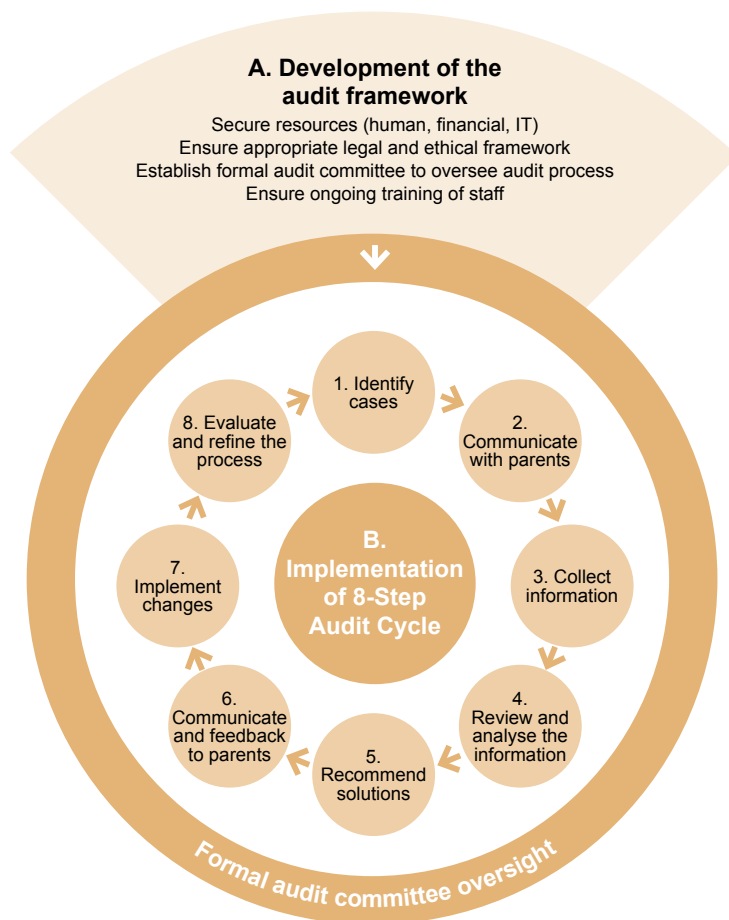 A. Development of the
audit framework
Secure resources (human, financial, IT)
Ensure appropriate legal and ethical framework
Establish formal audit committee to oversee audit process
Ensure ongoing training of staff
1. Identify
cases
2.
Communicate
with parents
3. Collect
information
4.
Review and
analyse the
information
5.
Recommend
solutions
6.
Communicate
and feedback
to parents
7.
Implement
changes
8. Evaluate
and refine the
process
B.
Implementation
of 8-Step
Audit Cycle
Formal audit committee oversight